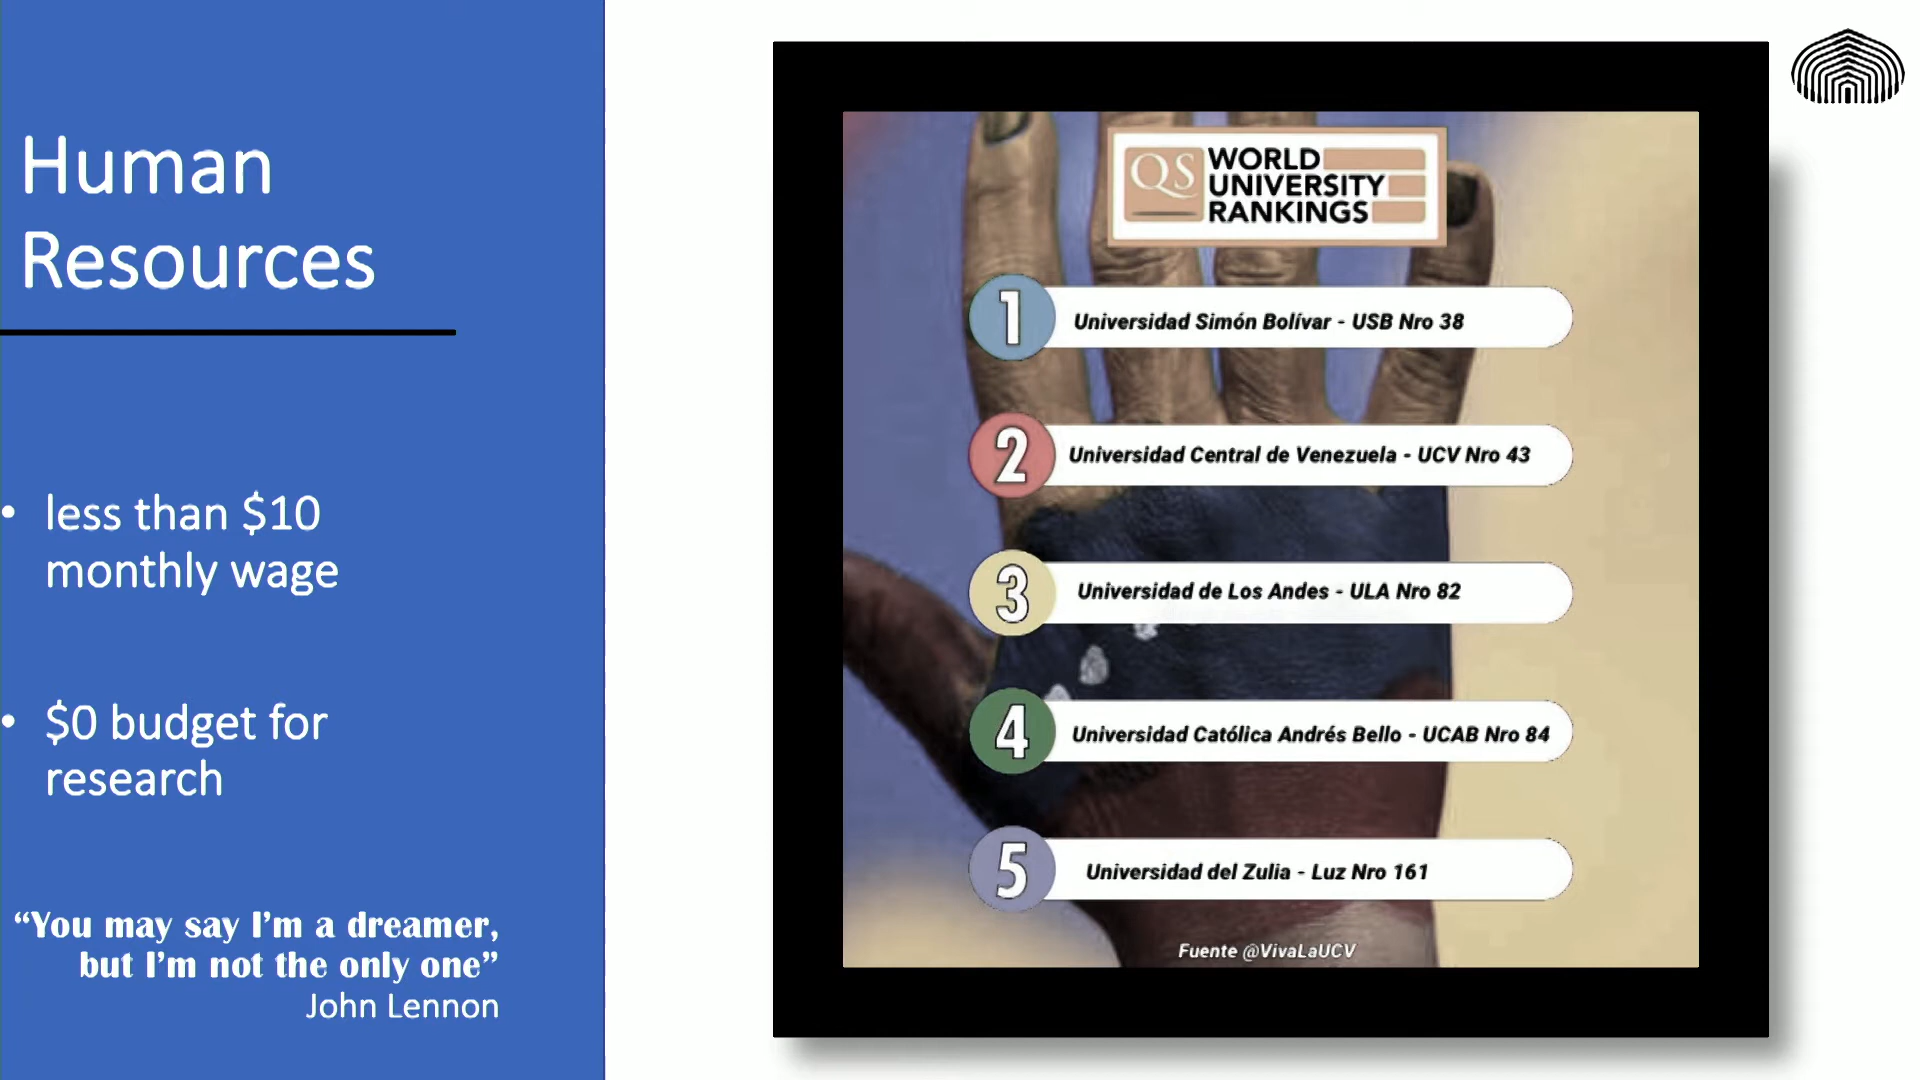 Human
Resources
• less than $10
monthly wage
• $0 budget for
research
“You may say I’m a dreamer,
but I’m not the only one”
John Lennon
QS
WORLD
UNIVERSITY
RANKINGS
1
Universidad Simón Bolívar - USB Nro 38
2
Universidad Central de Venezuela - UCV Nro 43
3
Universidad de Los Andes - ULA Nro 82
4
Universidad Católica Andrés Bello - UCAB Nro 84
5
Universidad del Zulia - Luz Nro 161
Fuente @VivaLaUCV